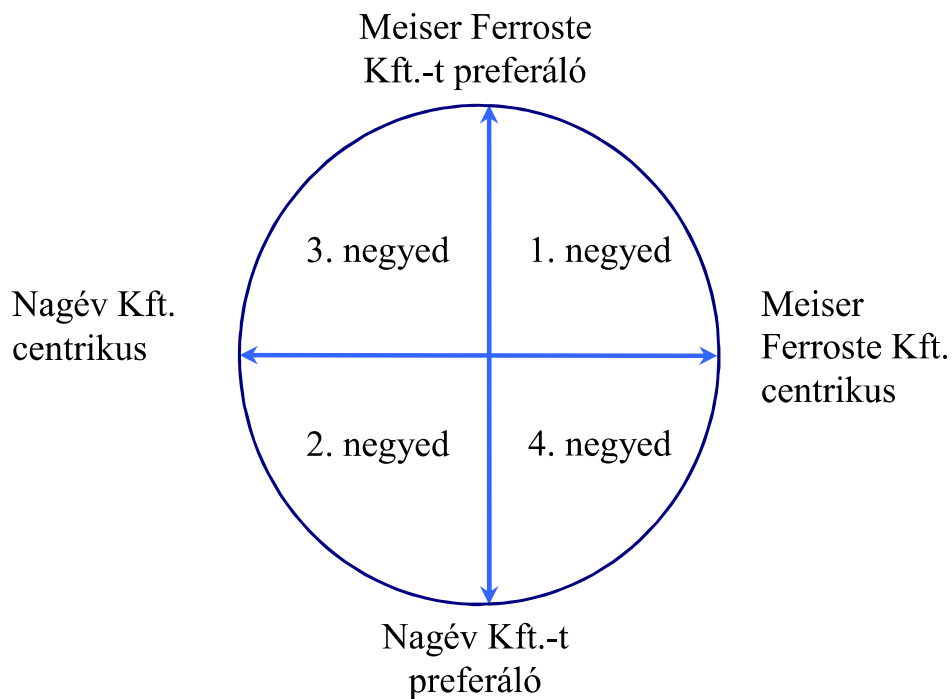 Meiser Ferroste
Kft.-t preferáló
3. negyed
1. negyed
Nagév Kft.
centrikus
Meiser
Ferroste Kft.
centrikus
2. negyed
4. negyed
Nagév Kft.-t
preferáló